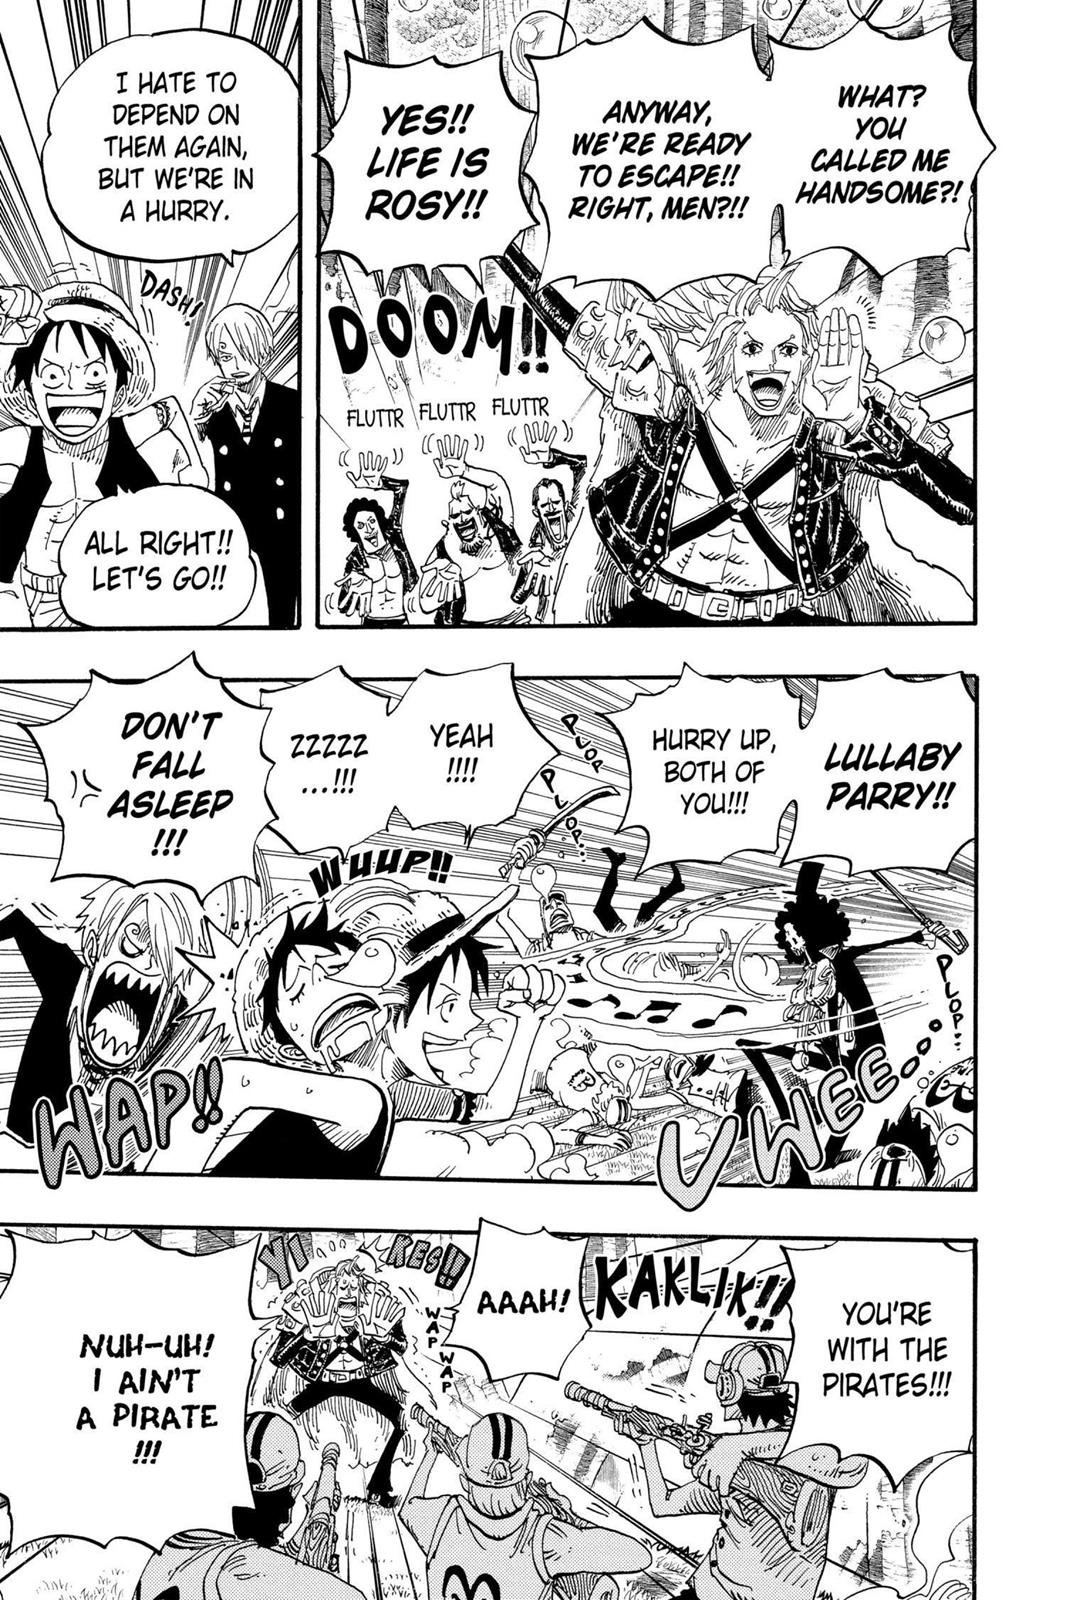 WHAT?
YOU
CALLED ME
HANDSOME?!
ANYWAY,
WE'RE READY
TO ESCAPE!!
RIGHT, MEN?!!
YES!!
LIFE IS
ROSY!!
DOOM!!
FLUTTR
FLUTTR
FLUTTR
I HATE TO
DEPEND ON
THEM AGAIN,
BUT WE'RE IN
A HURRY.
DASH!
ALL RIGHT!!
LET'S GO!!
LULLABY
PARRY!!
HURRY UP,
BOTH OF
YOU!!!
PLOP
PLOP...
PLOP...
UWEE...
YEAH
!!!!
ZZZZZ
...!!!
WUUP!!
DON'T
FALL
ASLEEP
!!!
WAP!!
YOU'RE
WITH THE
PIRATES!!!
KAKLIK!!
AAAH!
YIRES!!
WAP
WAP
NUH-UH!
I AIN'T
A PIRATE
!!!